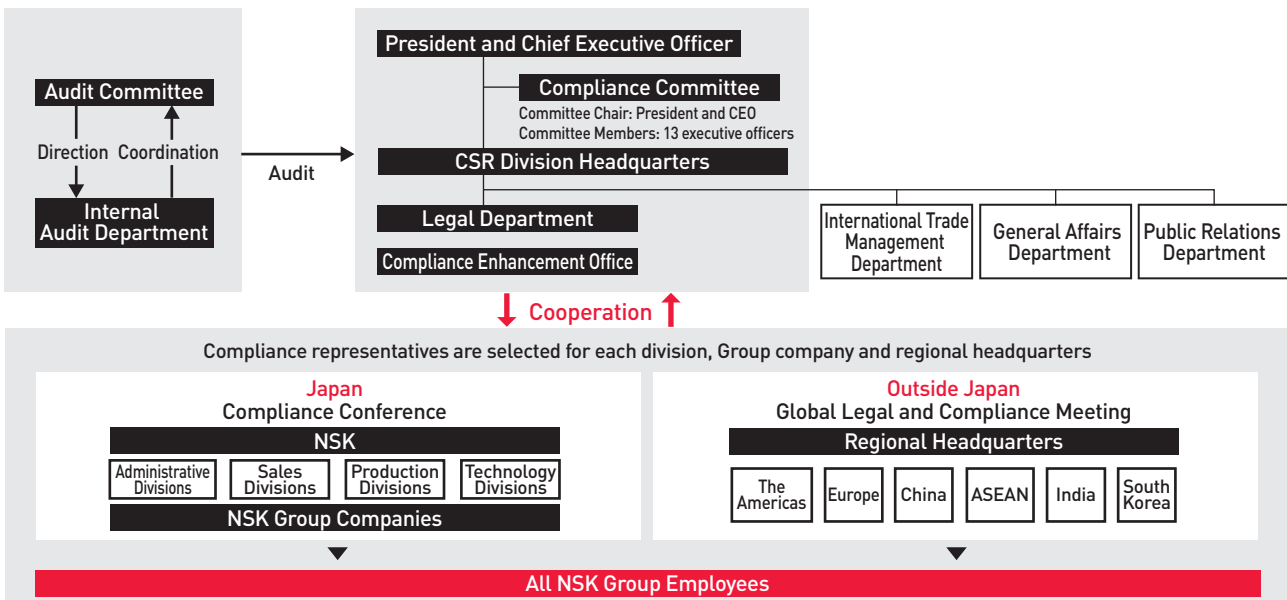 Audit Committee
Direction
Coordination
Internal
Audit Department
Audit
President and Chief Executive Officer
Compliance Committee
Committee Chair: President and CEO
Committee Members: 13 executive officers
CSR Division Headquarters
Legal Department
Compliance Enhancement Office
International Trade
Management
Department
General Affairs
Department
Public Relations
Department
Cooperation
Compliance representatives are selected for each division, Group company and regional headquarters
Japan
Compliance Conference
NSK
Administrative
Divisions
Sales
Divisions
Production
Divisions
Technology
Divisions
NSK Group Companies
Outside Japan
Global Legal and Compliance Meeting
Regional Headquarters
The
Americas
Europe
China
ASEAN
India
South
Korea
All NSK Group Employees